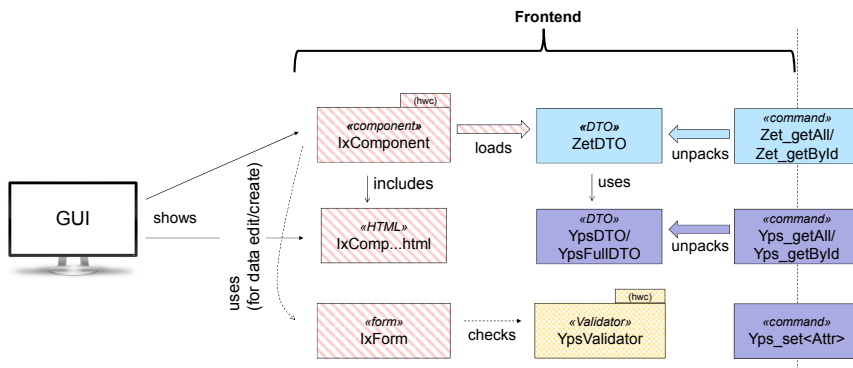 Frontend
(hwc)
«component»
IxComponent
loads
«DTO»
ZetDTO
unpacks
«command»
Zet_getAll/
Zet_getById
includes
uses
GUI
shows
uses
(for data edit/create)
«HTML»
IxComp...html
«DTO»
YpsDTO/
YpsFullDTO
unpacks
«command»
Yps_getAll/
Yps_getById
(hwc)
«form»
IxForm
checks
«Validator»
YpsValidator
«command»
Yps_set<Attr>